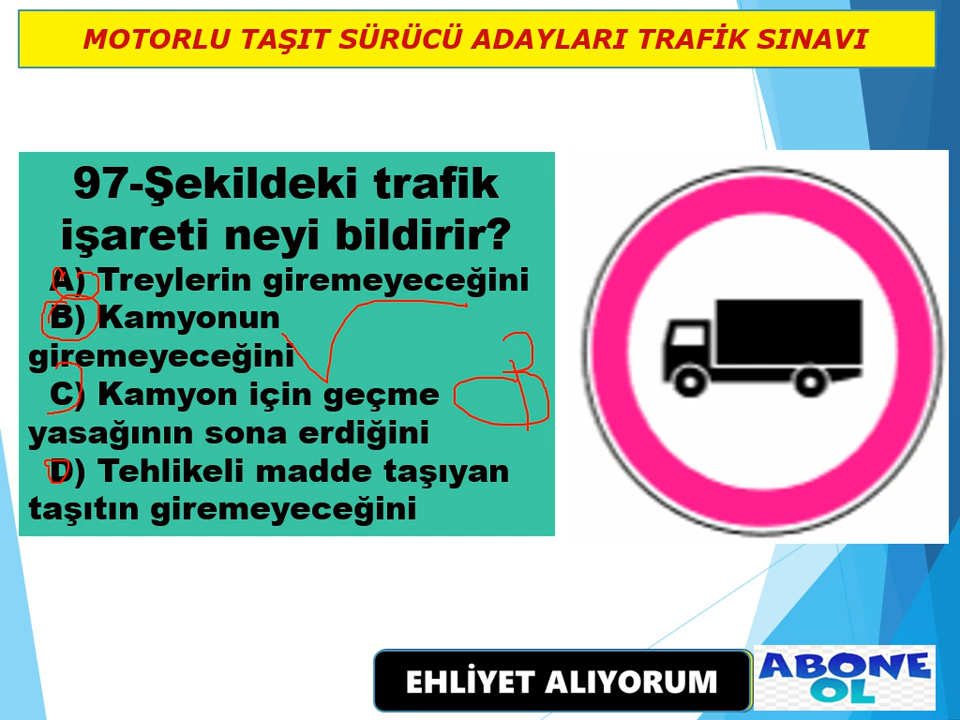 MOTORLU TAŞIT SÜRÜCÜ ADAYLARI TRAFİK SINAVI
97-Şekildeki trafik
işareti neyi bildirir?
A) Treylerin giremeyeceğini
B) Kamyonun
giremeyeceğini
C) Kamyon için geçme
yasağının sona erdiğini
D) Tehlikeli madde taşıyan
taşıtın giremeyeceğini
EHLİYET ALIYORUM
ABONE
OL